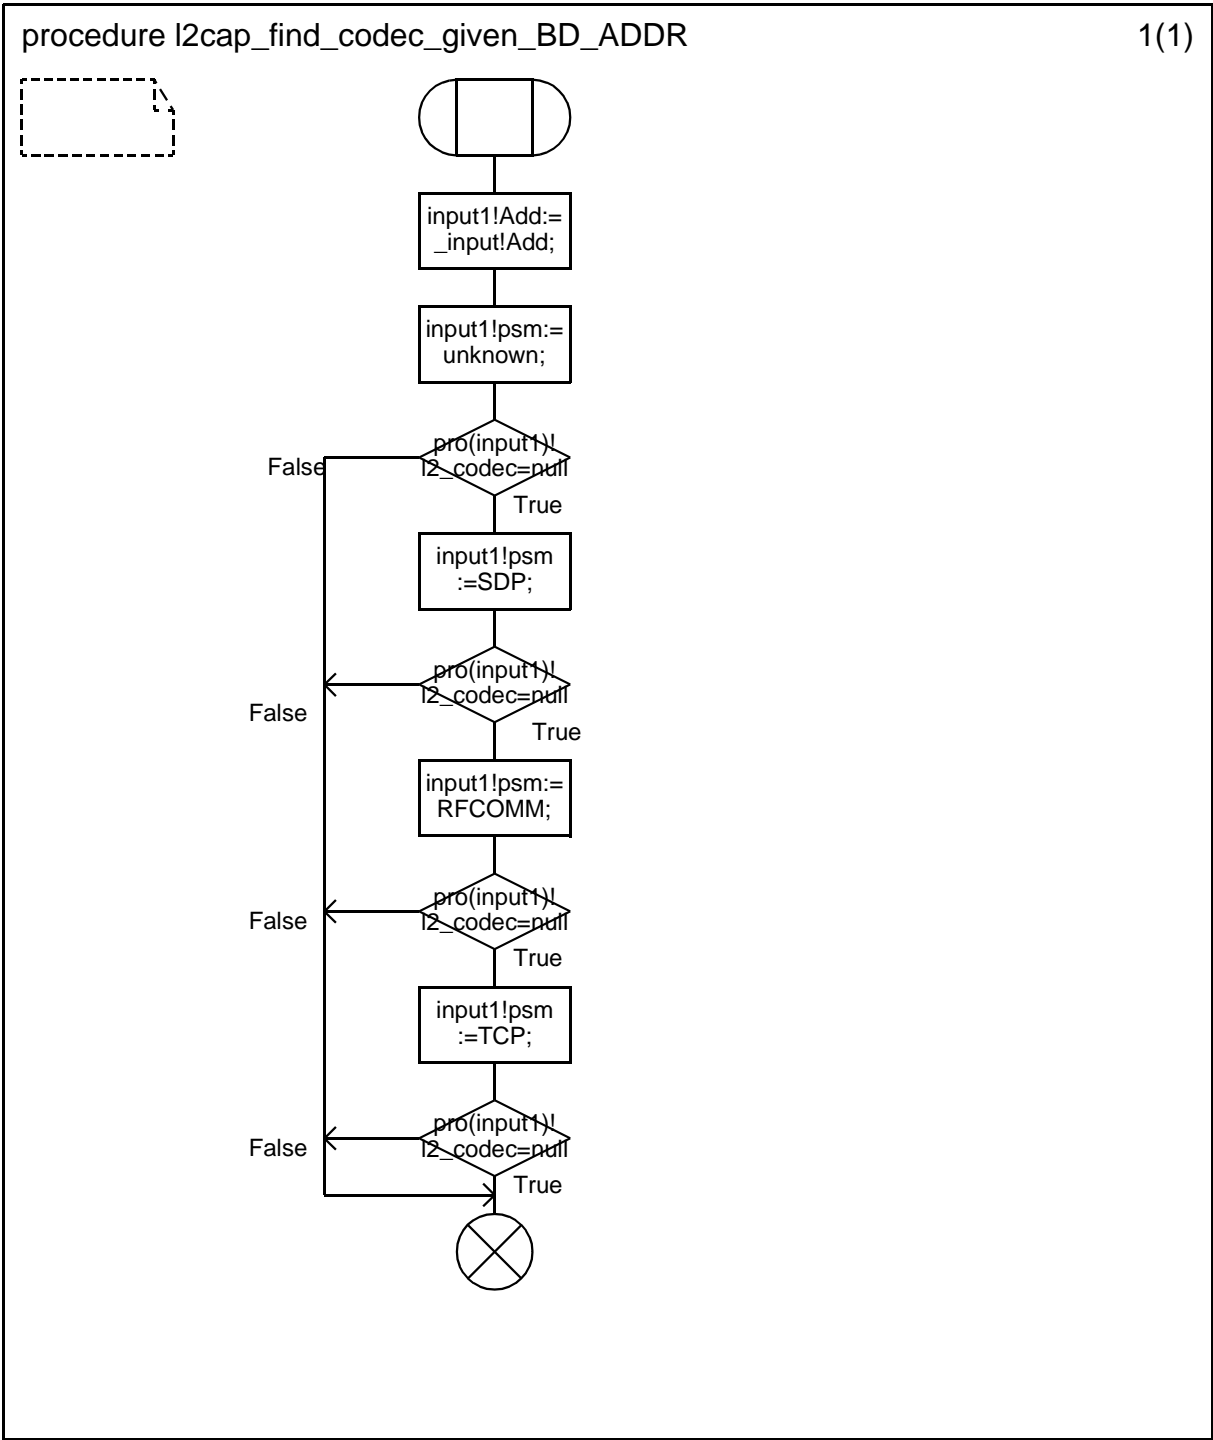 procedure l2cap_find_codec_given_BD_ADDR
1(1)
input1!Add:=
_input!Add;
input1!psm:=
unknown;
pro(input1)!
l2_codec=null
False
True
input1!psm
:=SDP;
pro(input1)!
l2_codec=null
False
True
input1!psm:=
RFCOMM;
pro(input1)!
l2_codec=null
False
True
input1!psm
:=TCP;
pro(input1)!
l2_codec=null
False
True